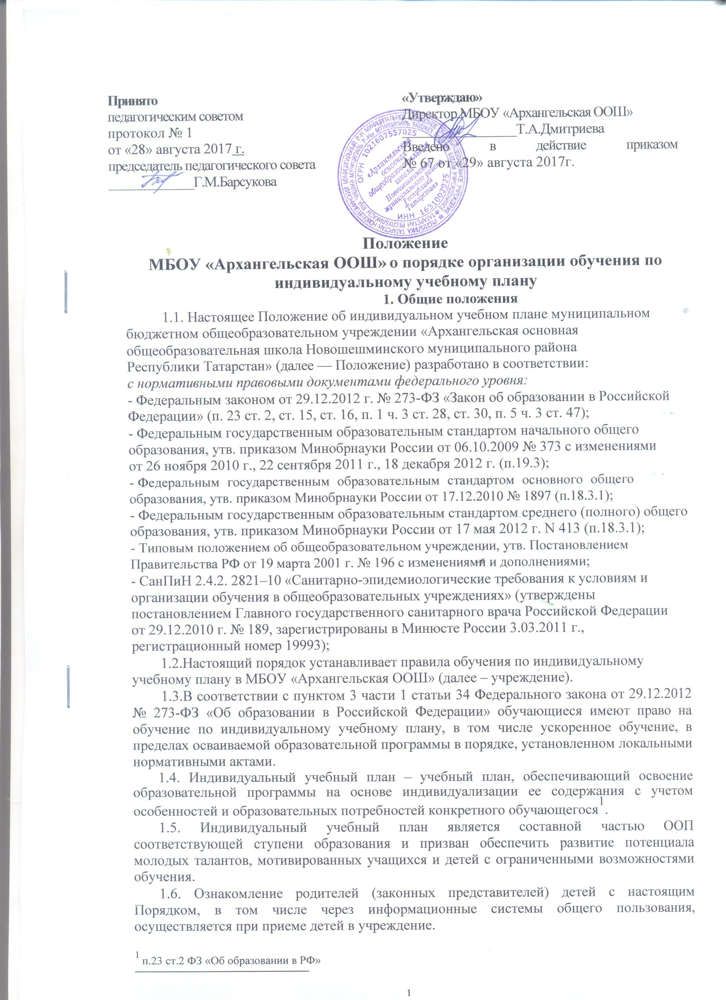 Принято
педагогическим советом
протокол № 1
от «28» августа 2017 г.
председатель педагогического совета
____________Г.М.Барсукова
«Утверждаю»
Директор МБОУ «Архангельская ООШ»
________________Т.А.Дмитриева
Введено в действие приказом
№ 67 от «29» августа 2017г.
ОГРН 1021607557025
«Архангельская
основная
общеобразовательная
школа
Новошешминского
муниципального района
Республики
Татарстан»
ИНН 1631002925
Положение
МБОУ «Архангельская ООШ» о порядке организации обучения по
индивидуальному учебному плану
1. Общие положения
1.1. Настоящее Положение об индивидуальном учебном плане муниципальном
бюджетном общеобразовательном учреждении «Архангельская основная
общеобразовательная школа Новошешминского муниципального района
Республики Татарстан» (далее — Положение) разработано в соответствии:
с нормативными правовыми документами федерального уровня:
- Федеральным законом от 29.12.2012 г. № 273-ФЗ «Закон об образовании в Российской
Федерации» (п. 23 ст. 2, ст. 15, ст. 16, п. 1 ч. 3 ст. 28, ст. 30, п. 5 ч. 3 ст. 47);
- Федеральным государственным образовательным стандартом начального общего
образования, утв. приказом Минобрнауки России от 06.10.2009 № 373 с изменениями
от 26 ноября 2010 г., 22 сентября 2011 г., 18 декабря 2012 г. (п.19.3);
- Федеральным государственным образовательным стандартом основного общего
образования, утв. приказом Минобрнауки России от 17.12.2010 № 1897 (п.18.3.1);
- Федеральным государственным образовательным стандартом среднего (полного) общего
образования, утв. приказом Минобрнауки России от 17 мая 2012 г. N 413 (п.18.3.1);
- Типовым положением об общеобразовательном учреждении, утв. Постановлением
Правительства РФ от 19 марта 2001 г. № 196 с изменениями и дополнениями;
- СанПиН 2.4.2. 2821–10 «Санитарно-эпидемиологические требования к условиям и
организации обучения в общеобразовательных учреждениях» (утверждены
постановлением Главного государственного санитарного врача Российской Федерации
от 29.12.2010 г. № 189, зарегистрированы в Минюсте России 3.03.2011 г.,
регистрационный номер 19993);
1.2.Настоящий порядок устанавливает правила обучения по индивидуальному
учебному плану в МБОУ «Архангельская ООШ» (далее – учреждение).
1.3.В соответствии с пунктом 3 части 1 статьи 34 Федерального закона от 29.12.2012
№ 273-ФЗ «Об образовании в Российской Федерации» обучающиеся имеют право на
обучение по индивидуальному учебному плану, в том числе ускоренное обучение, в
пределах осваиваемой образовательной программы в порядке, установленном локальными
нормативными актами.
1.4. Индивидуальный учебный план – учебный план, обеспечивающий освоение
образовательной программы на основе индивидуализации ее содержания с учетом
особенностей и образовательных потребностей конкретного обучающегося1.
1.5. Индивидуальный учебный план является составной частью ООП
соответствующей ступени образования и призван обеспечить развитие потенциала
молодых талантов, мотивированных учащихся и детей с ограниченными возможностями
обучения.
1.6. Ознакомление родителей (законных представителей) детей с настоящим
Порядком, в том числе через информационные системы общего пользования,
осуществляется при приеме детей в учреждение.
1 п.23 ст.2 ФЗ «Об образовании в РФ»
1